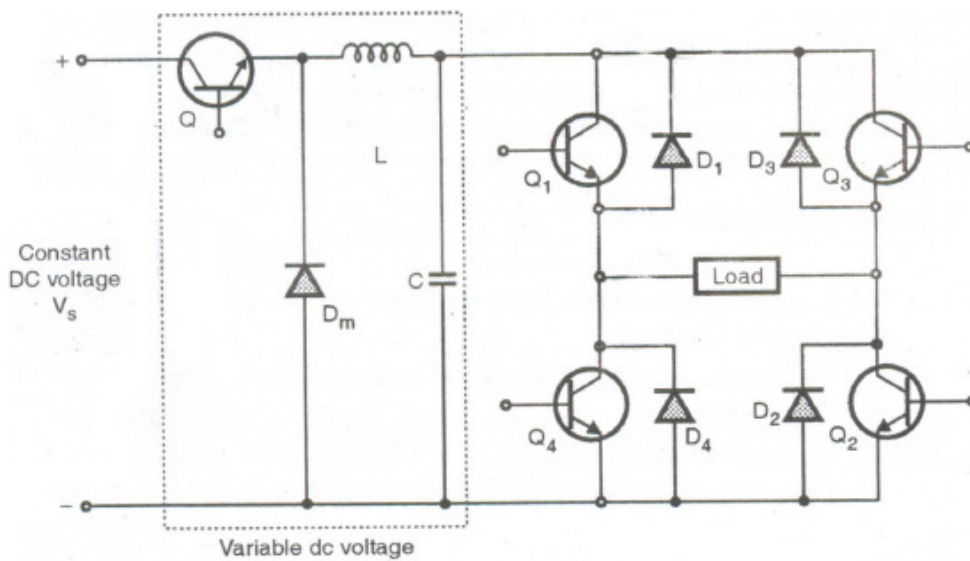 +
Q
L
Constant
DC voltage
Vs
Dm
C
Q1
D1
D3
Q3
Load
Q4
D4
D2
Q2
−
Variable dc voltage